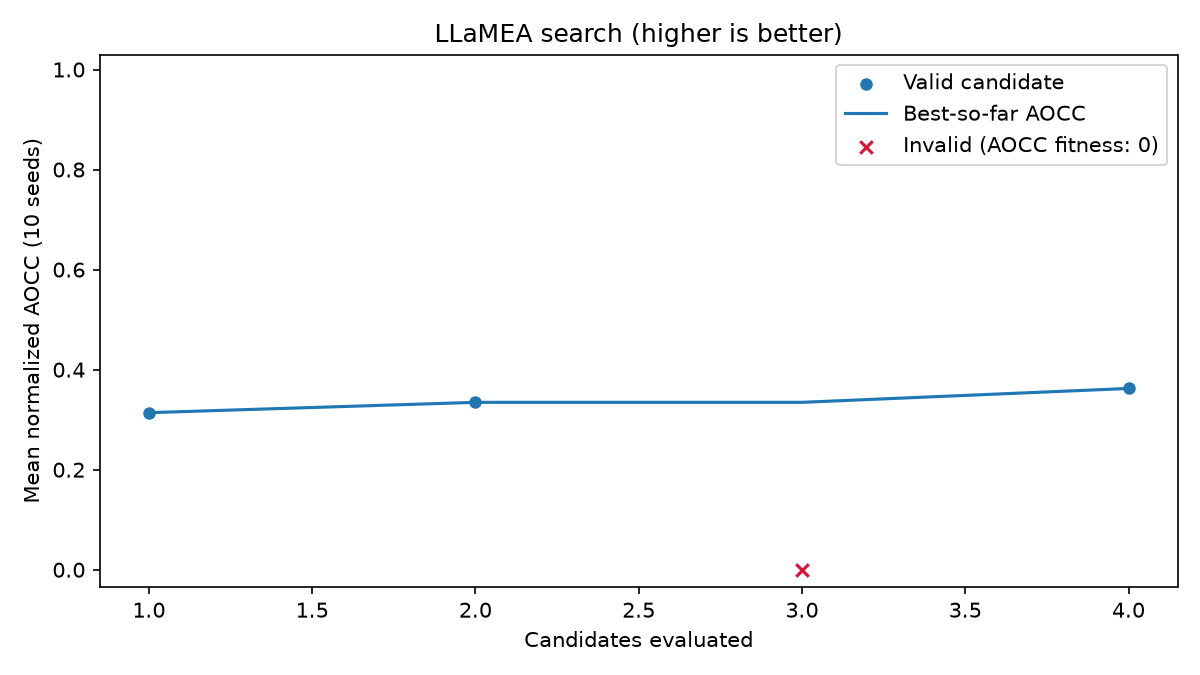 LLaMEA search (higher is better)
Mean normalized AOCC (10 seeds)
1.0
0.8
0.6
0.4
0.2
0.0
Valid candidate
Best-so-far AOCC
Invalid (AOCC fitness: 0)
1.0 1.5 2.0 2.5 3.0 3.5 4.0
Candidates evaluated